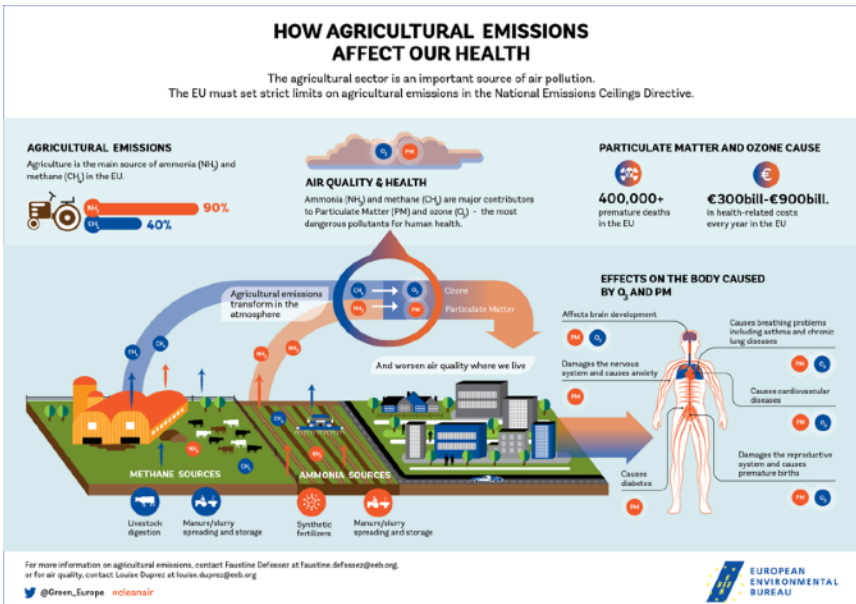 HOW AGRICULTURAL EMISSIONS
AFFECT OUR HEALTH
The agricultural sector is an important source of air pollution.
The EU must set strict limits on agricultural emissions in the National Emissions Ceilings Directive.
AGRICULTURAL EMISSIONS
Agriculture is the main source of ammonia (NH₃) and
methane (CH₄) in the EU.
NH₃ 90%
CH₄ 40%
O₃ PM
AIR QUALITY & HEALTH
Ammonia (NH₃) and methane (CH₄) are major contributors
to Particulate Matter (PM) and ozone (O₃) - the most
dangerous pollutants for human health.
PARTICULATE MATTER AND OZONE CAUSE
€
400,000+
premature deaths
in the EU
€300bill-€900bill.
in health-related costs
every year in the EU
Agricultural emissions
transform in the
atmosphere
CH₄ O₃ Ozone
NH₃ PM Particulate Matter
And worsen air quality where we live
CH₄
CH₄
NH₃
NH₃
CH₄
NH₃
NH₃
CH₄
METHANE SOURCES
AMMONIA SOURCES
Livestock
digestion
Manure/slurry
spreading and storage
Synthetic
fertilizers
Manure/slurry
spreading and storage
EFFECTS ON THE BODY CAUSED
BY O₃ AND PM
Affects brain development
PM O₃
Damages the nervous
system and causes anxiety
PM
Causes diabetes
PM
Causes breathing problems
including asthma and chronic
lung diseases
PM O₃
Causes cardiovascular
diseases
PM O₃
Damages the reproductive
system and causes
premature births
PM O₃
For more information on agricultural emissions, contact Faustine Defossez at faustine.defossez@eeb.org,
or for air quality, contact Louise Duprez at louise.duprez@eeb.org
@Green_Europe #cleanair
EUROPEAN
ENVIRONMENTAL
BUREAU